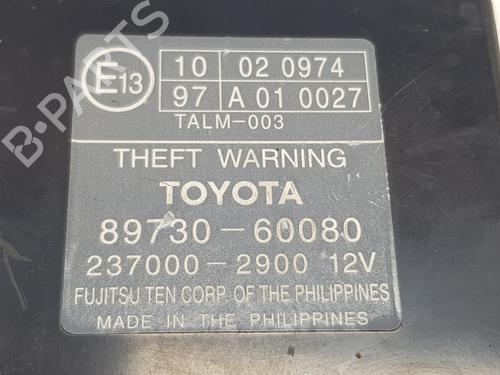 E13
10 02 0974
97 A 01 0027
TALM-003
THEFT WARNING
TOYOTA
89730-60080
237000-2900 12V
FUJITSU TEN CORP. OF THE PHILIPPINES
MADE IN THE PHILIPPINES
B-PARTS